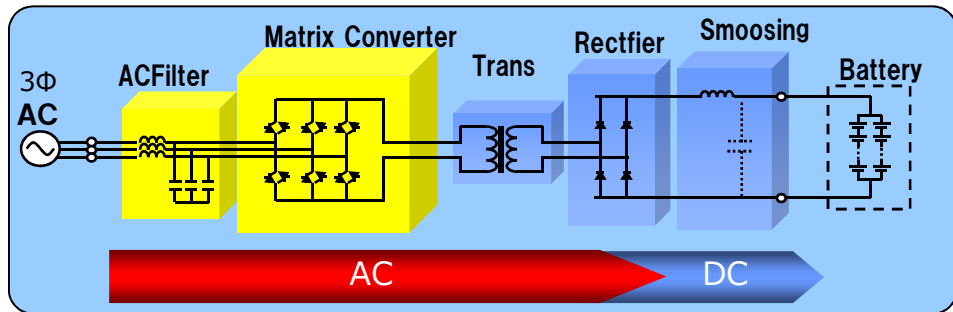 3Φ
AC
ACFilter
Matrix Converter
Trans
Rectfier
Smoosing
Battery
AC
DC